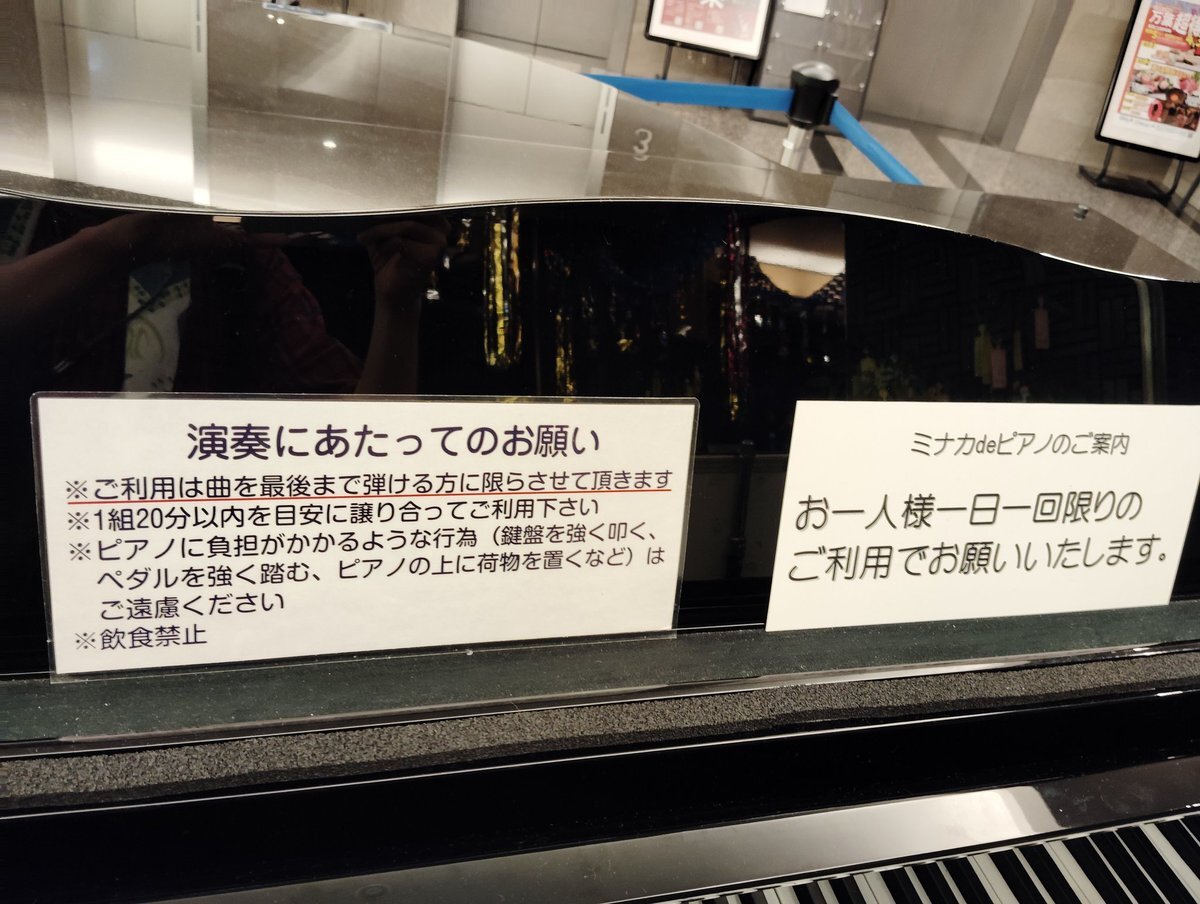 3
万葉超
演奏にあたってのお願い
※ご利用は曲を最後まで弾ける方に限らさせて頂きます
※1組20分以内を目安に譲り合ってご利用下さい
※ピアノに負担がかかるような行為（鍵盤を強く叩く、
ペダルを強く踏む、ピアノの上に荷物を置くなど）は
ご遠慮ください
※飲食禁止
ミナカdeピアノのご案内
お一人様一日一回限りの
ご利用でお願いいたします。